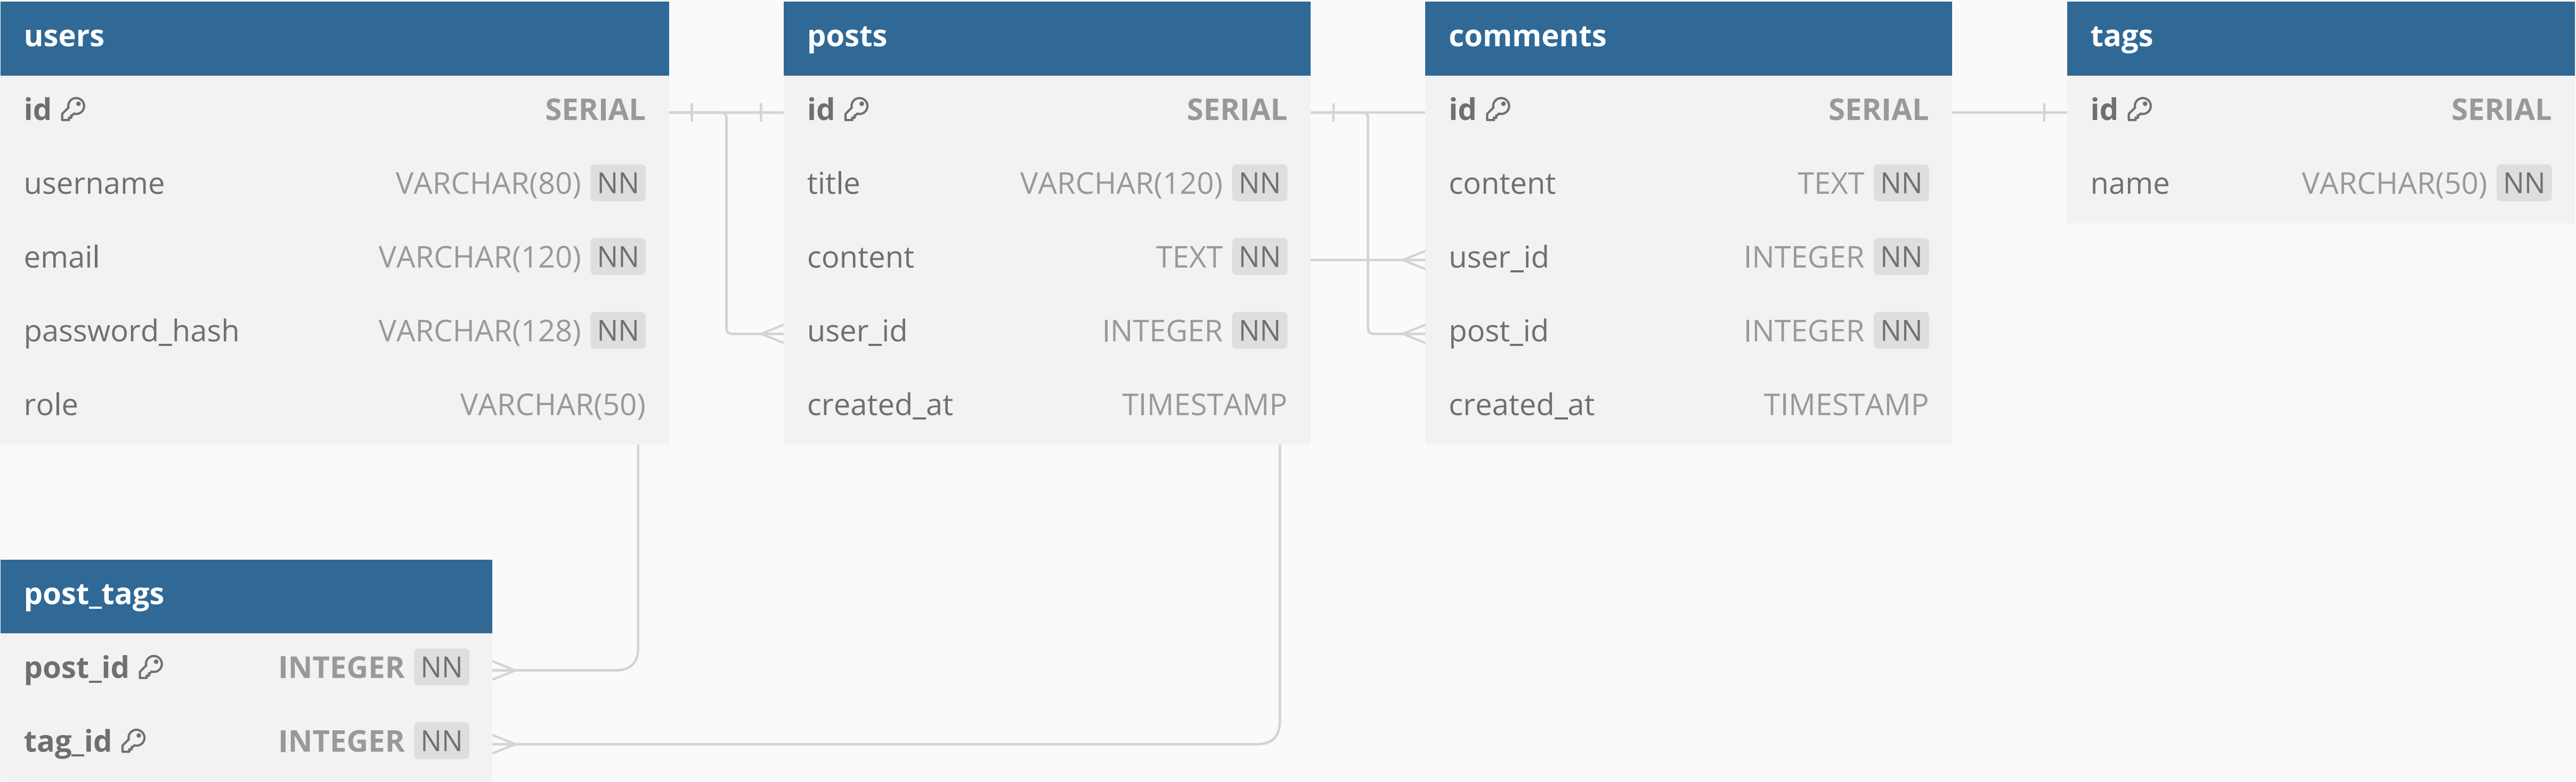 users
id SERIAL
username VARCHAR(80) NN
email VARCHAR(120) NN
password_hash VARCHAR(128) NN
role VARCHAR(50)
posts
id SERIAL
title VARCHAR(120) NN
content TEXT NN
user_id INTEGER NN
created_at TIMESTAMP
comments
id SERIAL
content TEXT NN
user_id INTEGER NN
post_id INTEGER NN
created_at TIMESTAMP
tags
id SERIAL
name VARCHAR(50) NN
post_tags
post_id INTEGER NN
tag_id INTEGER NN